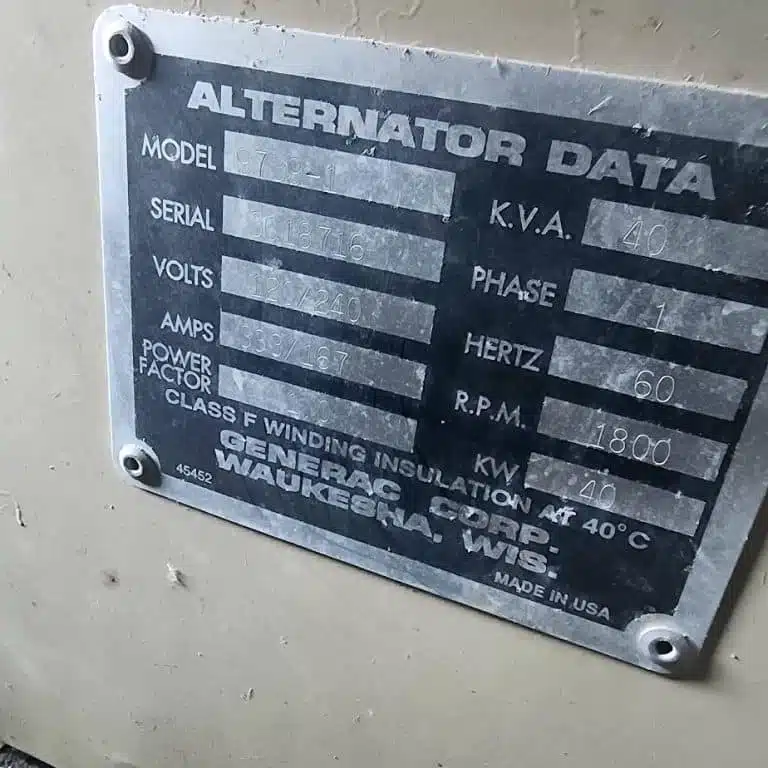 ALTERNATOR DATA
MODEL
SERIAL
VOLTS 120/240
AMPS 333/167
POWER FACTOR
K.V.A. 40
PHASE 1
HERTZ 60
R.P.M. 1800
KW 40
CLASS F WINDING INSULATION AT 40°C
GENERAC CORP.
WAUKESHA, WIS.
45452
MADE IN USA